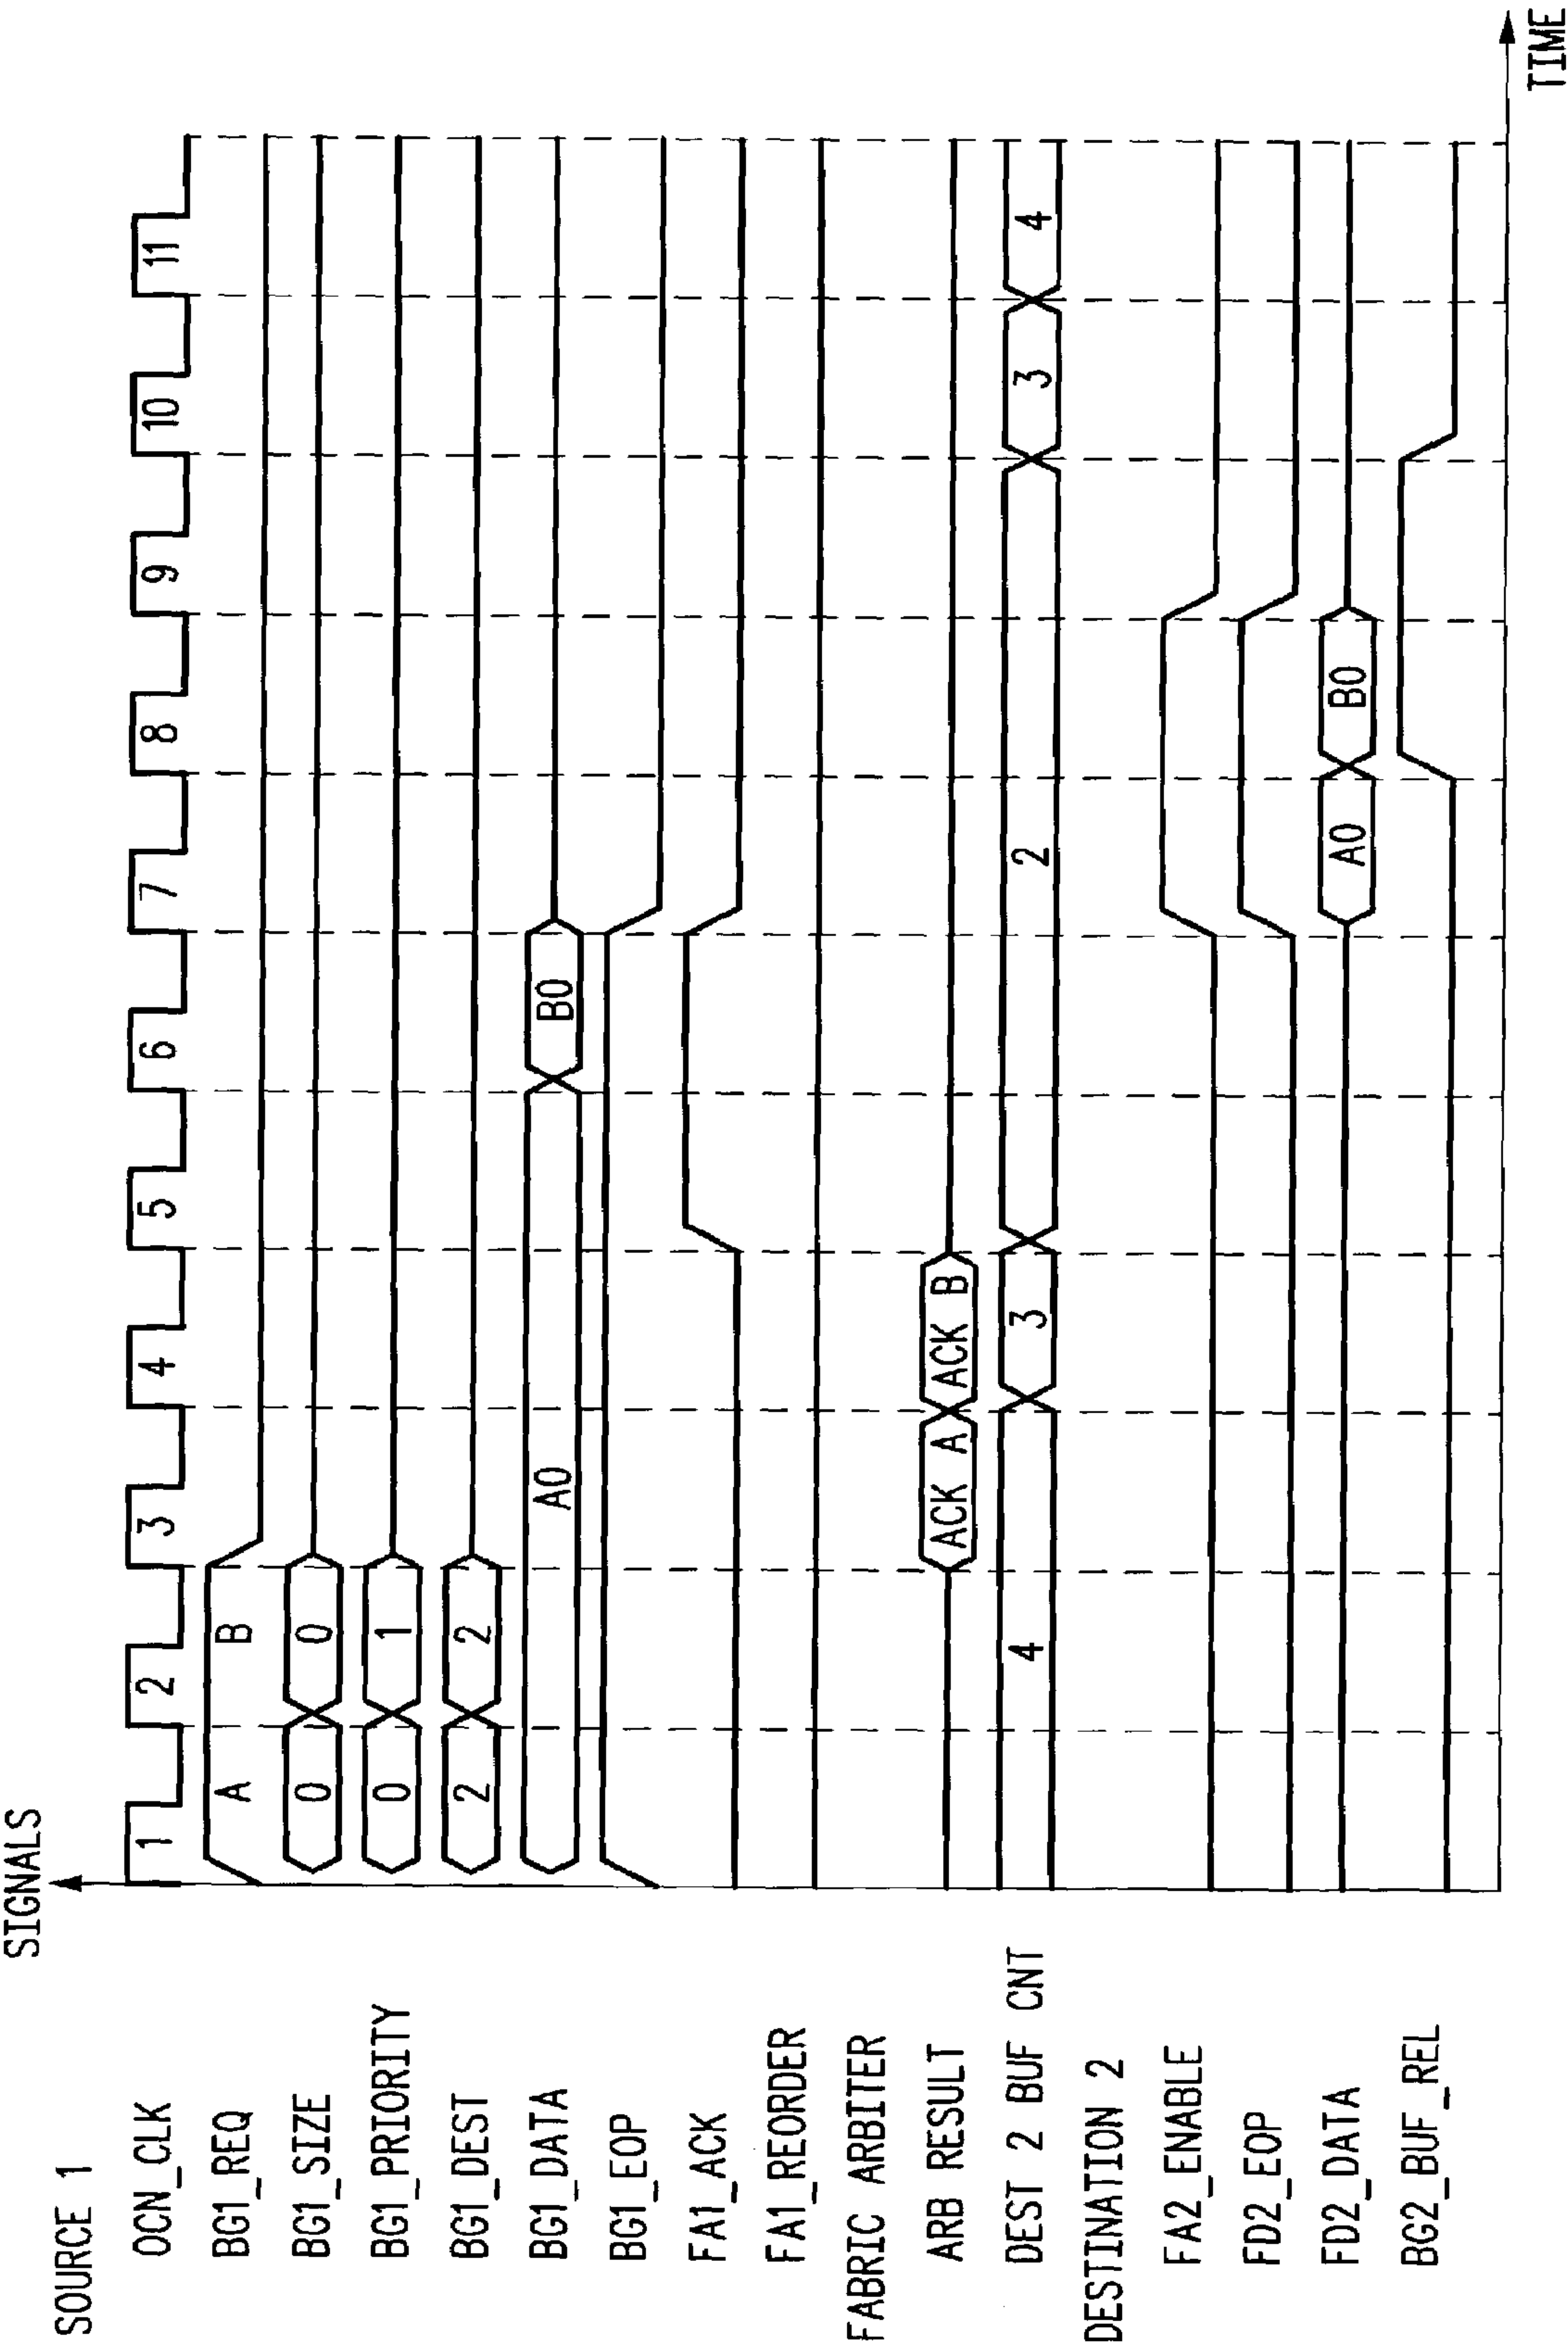 SIGNALS
SOURCE 1
OCN_CLK 1 2 3 4 5 6 7 8 9 10 11
BG1_REQ A B
BG1_SIZE 0 0
BG1_PRIORITY 0 1
BG1_DEST 2 2
BG1_DATA A0 B0
BG1_EOP
FA1_ACK
FA1_REORDER
FABRIC ARBITER
ARB RESULT ACK A ACK B
DEST 2 BUF CNT 4 3 2 3 4
DESTINATION 2
FA2_ENABLE
FD2_EOP
FD2_DATA A0 B0
BG2_BUF_REL
TIME